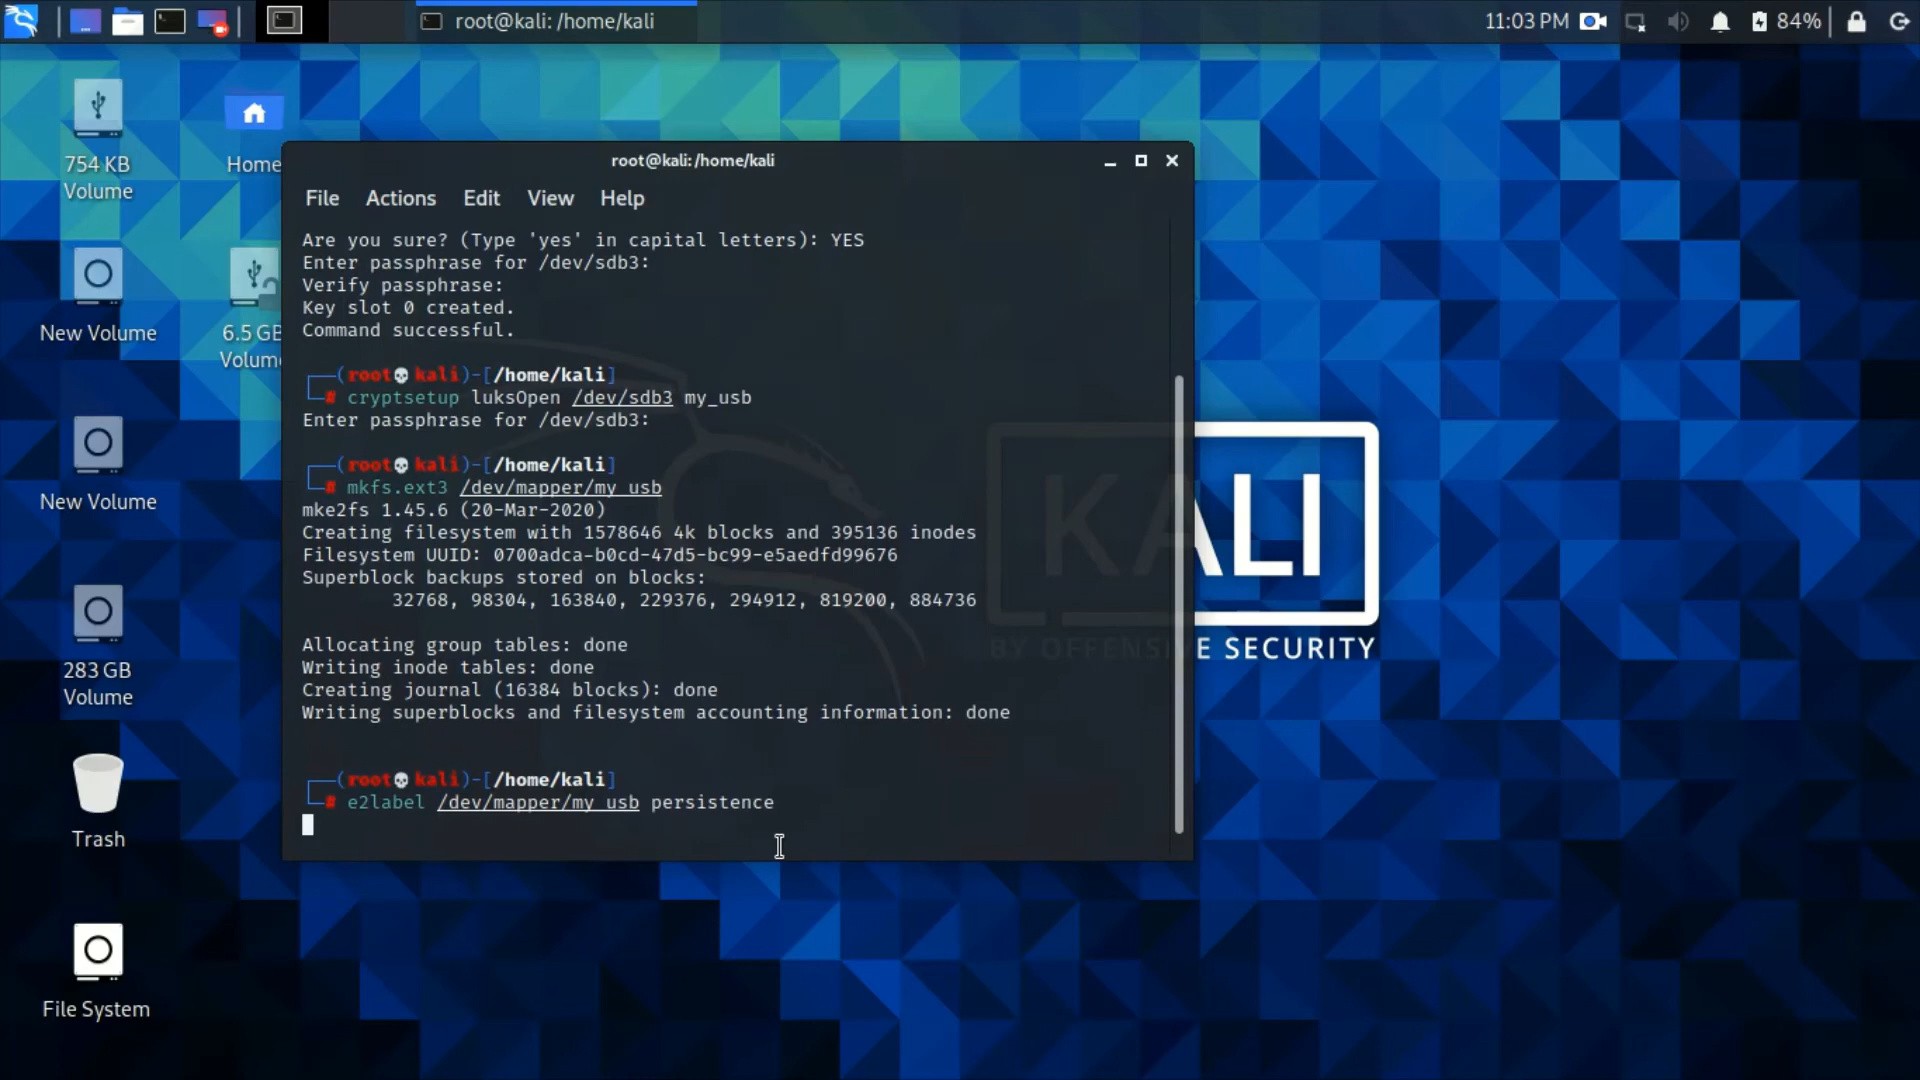 root@kali: /home/kali
11:03 PM
84%
754 KB
Volume
Home
New Volume
6.5 GB
Volume
New Volume
283 GB
Volume
Trash
File System
root@kali:/home/kali
File Actions Edit View Help
Are you sure? (Type 'yes' in capital letters): YES
Enter passphrase for /dev/sdb3:
Verify passphrase:
Key slot 0 created.
Command successful.
(root💀kali)-[/home/kali]
# cryptsetup luksOpen /dev/sdb3 my_usb
Enter passphrase for /dev/sdb3:
(root💀kali)-[/home/kali]
# mkfs.ext3 /dev/mapper/my_usb
mke2fs 1.45.6 (20-Mar-2020)
Creating filesystem with 1578646 4k blocks and 395136 inodes
Filesystem UUID: 0700adca-b0cd-47d5-bc99-e5aedfd99676
Superblock backups stored on blocks:
32768, 98304, 163840, 229376, 294912, 819200, 884736
Allocating group tables: done
Writing inode tables: done
Creating journal (16384 blocks): done
Writing superblocks and filesystem accounting information: done
(root💀kali)-[/home/kali]
# e2label /dev/mapper/my_usb persistence
KALI
BY OFFENSIVE SECURITY